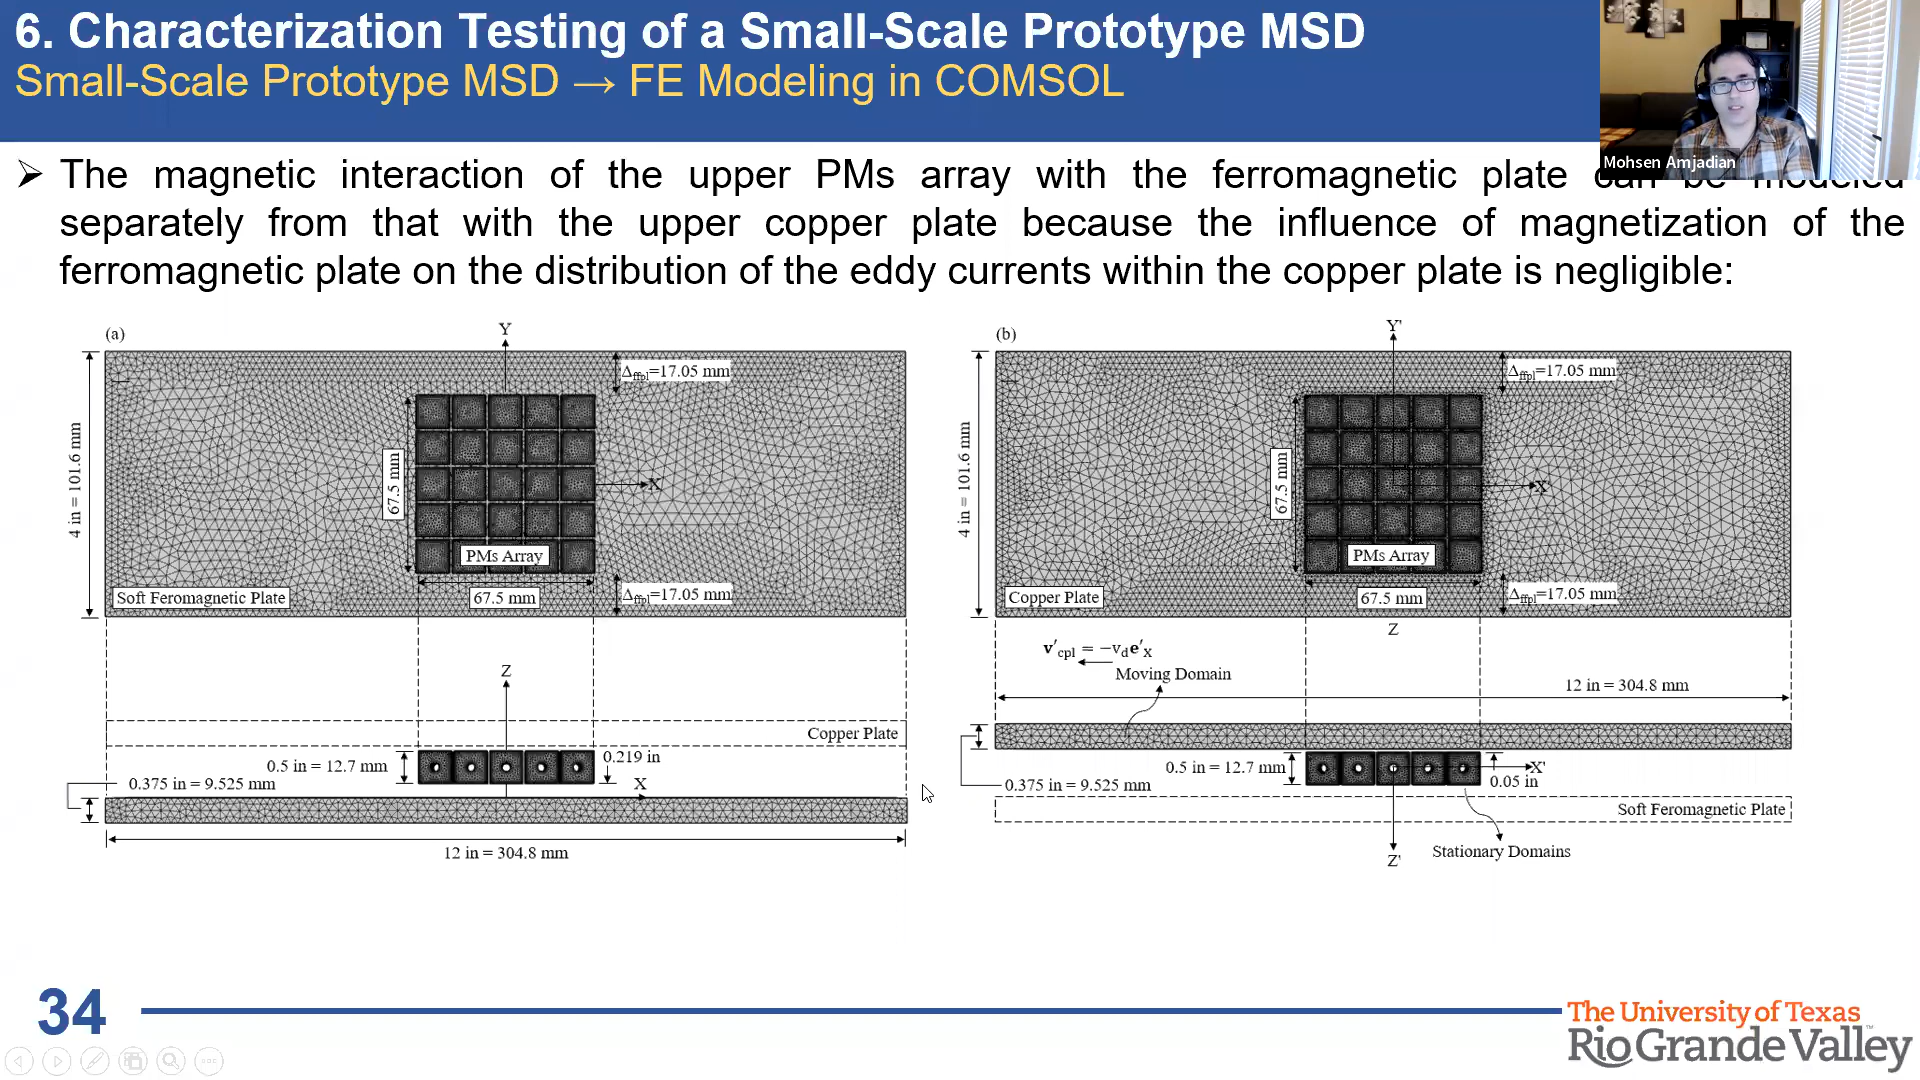 6. Characterization Testing of a Small-Scale Prototype MSD
Small-Scale Prototype MSD → FE Modeling in COMSOL
Mohsen Amjadian
➢ The magnetic interaction of the upper PMs array with the ferromagnetic plate can be modeled
separately from that with the upper copper plate because the influence of magnetization of the
ferromagnetic plate on the distribution of the eddy currents within the copper plate is negligible:
(a)
Y
Δffpl=17.05 mm
4 in = 101.6 mm
67.5 mm
X
PMs Array
Soft Feromagnetic Plate
67.5 mm
Δffpl=17.05 mm
Z
Copper Plate
0.5 in = 12.7 mm
0.219 in
0.375 in = 9.525 mm
X
12 in = 304.8 mm
(b)
Y'
Δffpl=17.05 mm
4 in = 101.6 mm
67.5 mm
X'
PMs Array
Copper Plate
67.5 mm
Δffpl=17.05 mm
Z
v'cpl = −vde'x
Moving Domain
12 in = 304.8 mm
0.5 in = 12.7 mm
X'
0.05 in
0.375 in = 9.525 mm
Soft Feromagnetic Plate
Z'
Stationary Domains
34
The University of Texas
RioGrandeValley